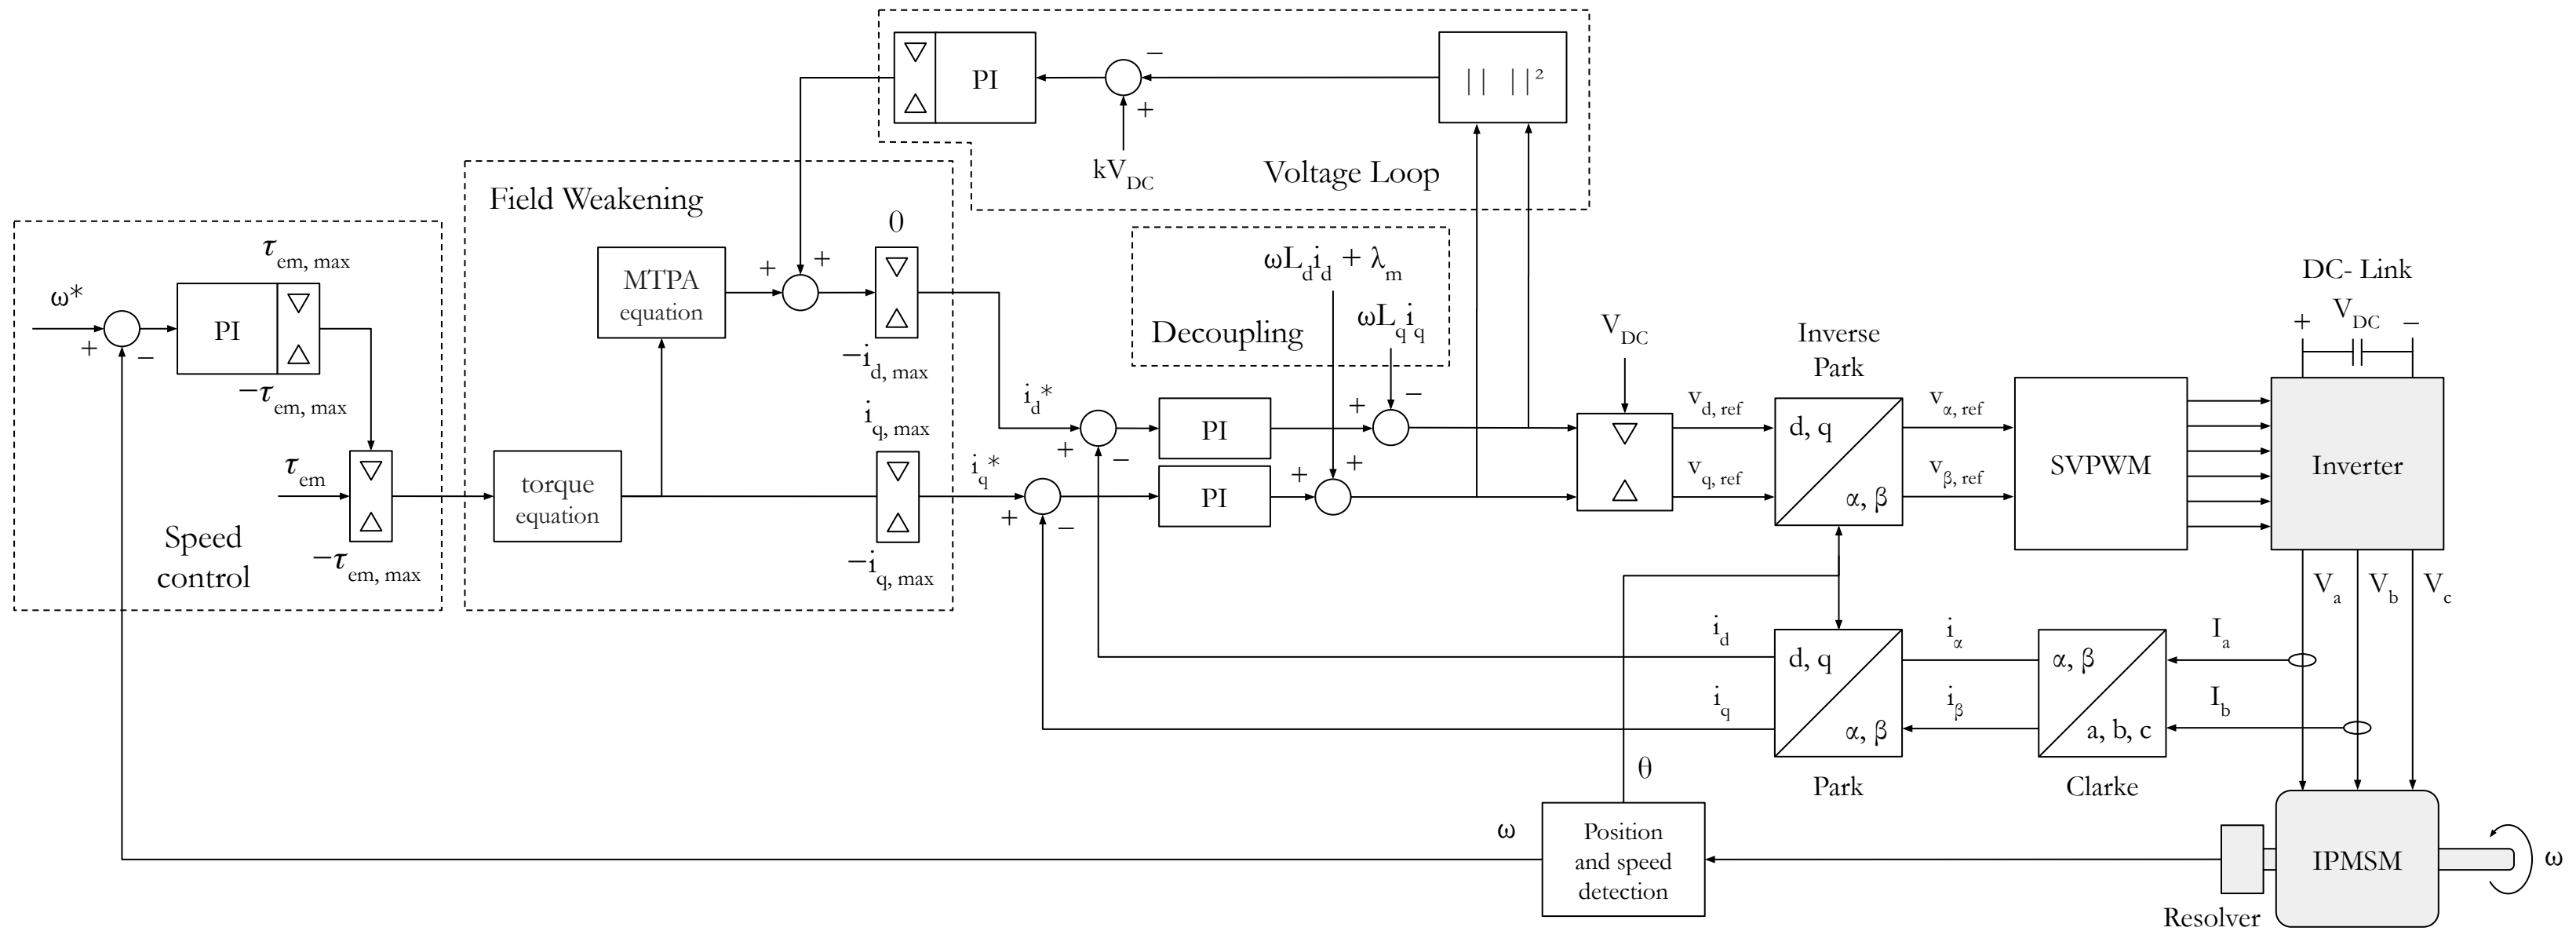 PI
|| ||²
−
+
kV_DC
Voltage Loop
Field Weakening
0
MTPA
equation
+
+
−i_d, max
i_q, max
−i_q, max
torque
equation
τ_em, max
ω*
+
−
PI
−τ_em, max
τ_em
−τ_em, max
Speed
control
ωL_d i_d + λ_m
ωL_q i_q
Decoupling
i_d*
+
−
PI
+
−
i_q*
+
−
PI
+
+
V_DC
v_d, ref
v_q, ref
Inverse
Park
d, q
α, β
v_α, ref
v_β, ref
SVPWM
DC- Link
+
V_DC
−
Inverter
V_a
V_b
V_c
i_d
i_q
d, q
α, β
Park
i_α
i_β
α, β
a, b, c
Clarke
I_a
I_b
θ
ω
Position
and speed
detection
Resolver
IPMSM
ω